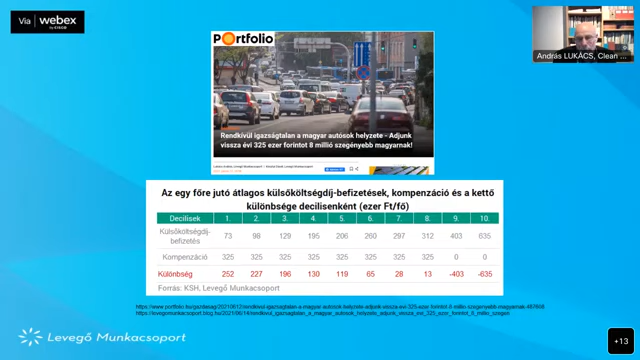 Via webex
by CISCO
András LUKÁCS, Clean ...
Portfolio
Rendkívül igazságtalan a magyar autósok helyzete - Adjunk
vissza évi 325 ezer forintot 8 millió szegényebb magyarnak!
Az egy főre jutó átlagos külsőköltségdíj-befizetések, kompenzáció és a kettő
különbsége decilisenként (ezer Ft/fő)
Decilisek 1. 2. 3. 4. 5. 6. 7. 8. 9. 10.
Külsőköltségdíj-
befizetés 73 98 129 195 206 260 297 312 403 635
Kompenzáció 325 325 325 325 325 325 325 325 0 0
Különbség 252 227 196 130 119 65 28 13 -403 -635
Forrás: KSH, Levegő Munkacsoport
Levegő Munkacsoport
+13